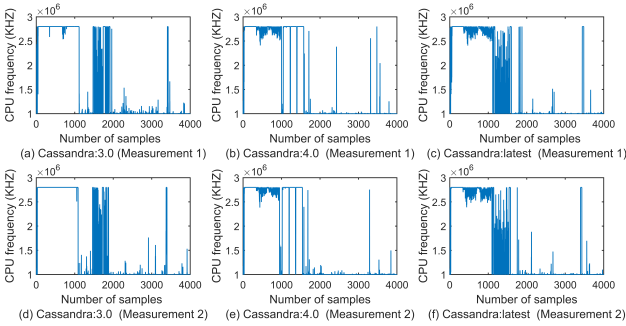 ×10⁶ ×10⁶ ×10⁶
CPU frequency (KHZ) CPU frequency (KHZ) CPU frequency (KHZ)
3 3 3
2.5 2.5 2.5
2 2 2
1.5 1.5 1.5
1 1 1
0 1000 2000 3000 4000 0 1000 2000 3000 4000 0 1000 2000 3000 4000
Number of samples Number of samples Number of samples
(a) Cassandra:3.0 (Measurement 1) (b) Cassandra:4.0 (Measurement 1) (c) Cassandra:latest (Measurement 1)
×10⁶ ×10⁶ ×10⁶
CPU frequency (KHZ) CPU frequency (KHZ) CPU frequency (KHZ)
3 3 3
2.5 2.5 2.5
2 2 2
1.5 1.5 1.5
1 1 1
0 1000 2000 3000 4000 0 1000 2000 3000 4000 0 1000 2000 3000 4000
Number of samples Number of samples Number of samples
(d) Cassandra:3.0 (Measurement 2) (e) Cassandra:4.0 (Measurement 2) (f) Cassandra:latest (Measurement 2)